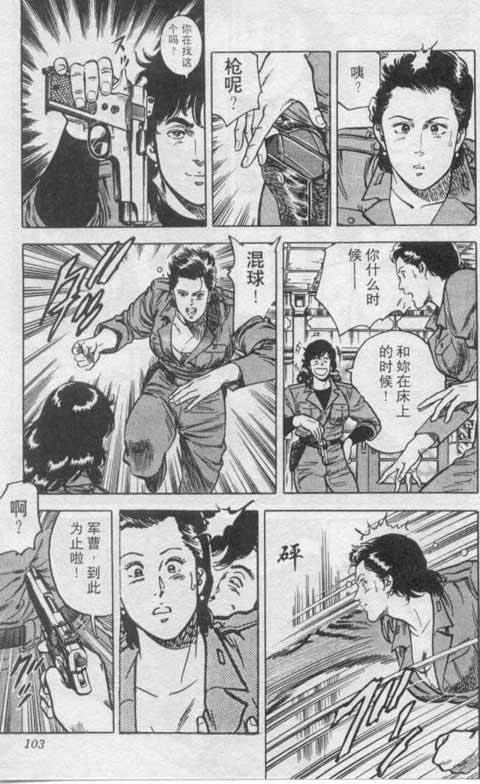 咦？
枪呢？
你在找这
个吗？
你什么时
候——
和妳在床上
的时候！
混球！
砰
军曹，到此
为止啦！
啊？
103